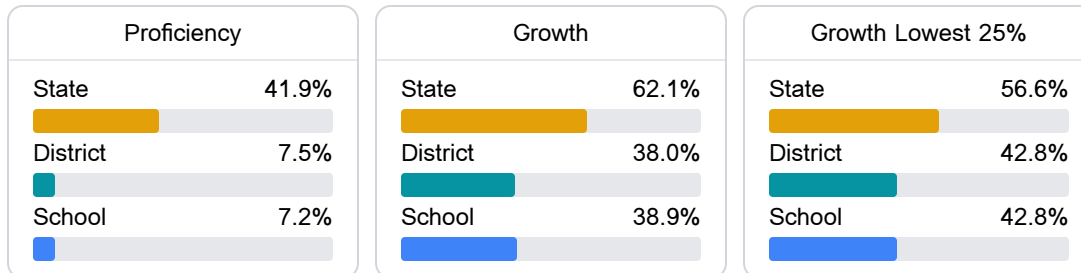 Proficiency
State 41.9%
District 7.5%
School 7.2%
Growth
State 62.1%
District 38.0%
School 38.9%
Growth Lowest 25%
State 56.6%
District 42.8%
School 42.8%